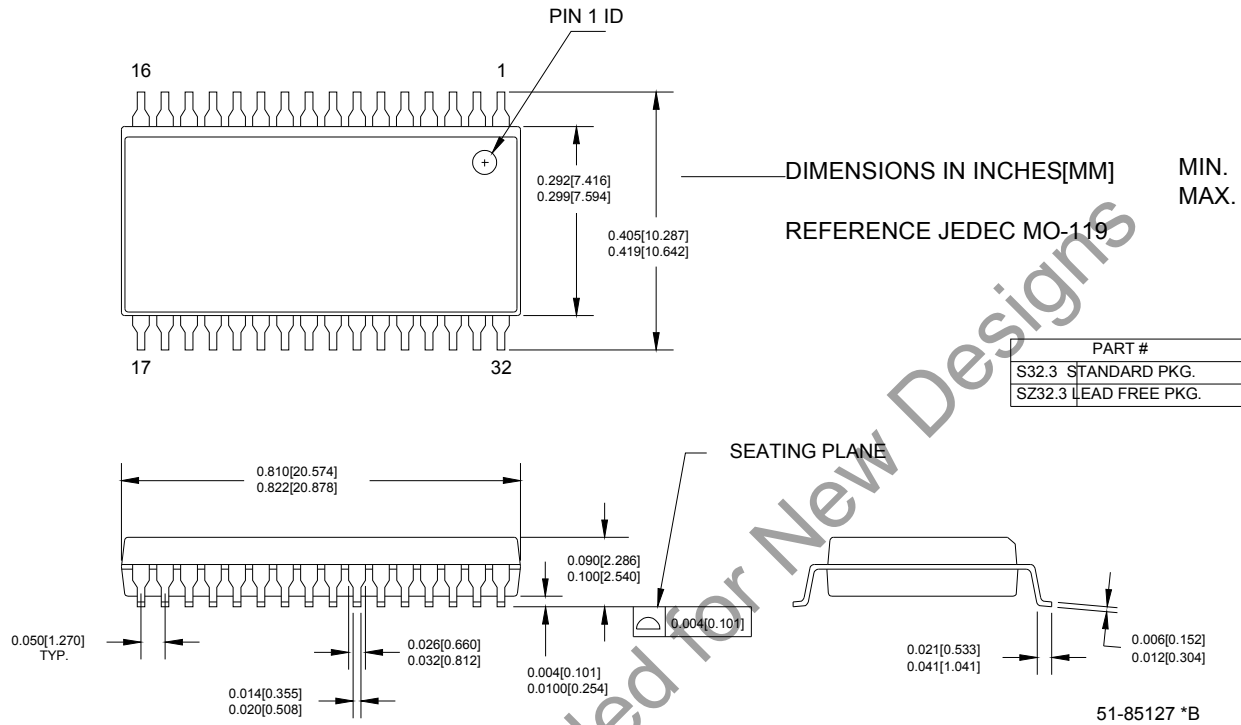 PIN 1 ID
16
1
0.292[7.416]
0.299[7.594]
0.405[10.287]
0.419[10.642]
DIMENSIONS IN INCHES[MM]
MIN.
MAX.
REFERENCE JEDEC MO-119
17
32
PART #
S32.3 STANDARD PKG.
SZ32.3 LEAD FREE PKG.
SEATING PLANE
0.810[20.574]
0.822[20.878]
0.090[2.286]
0.100[2.540]
0.004[0.101]
0.050[1.270]
TYP.
0.026[0.660]
0.032[0.812]
0.014[0.355]
0.020[0.508]
0.004[0.101]
0.0100[0.254]
0.021[0.533]
0.041[1.041]
0.006[0.152]
0.012[0.304]
51-85127 *B
for New Designs